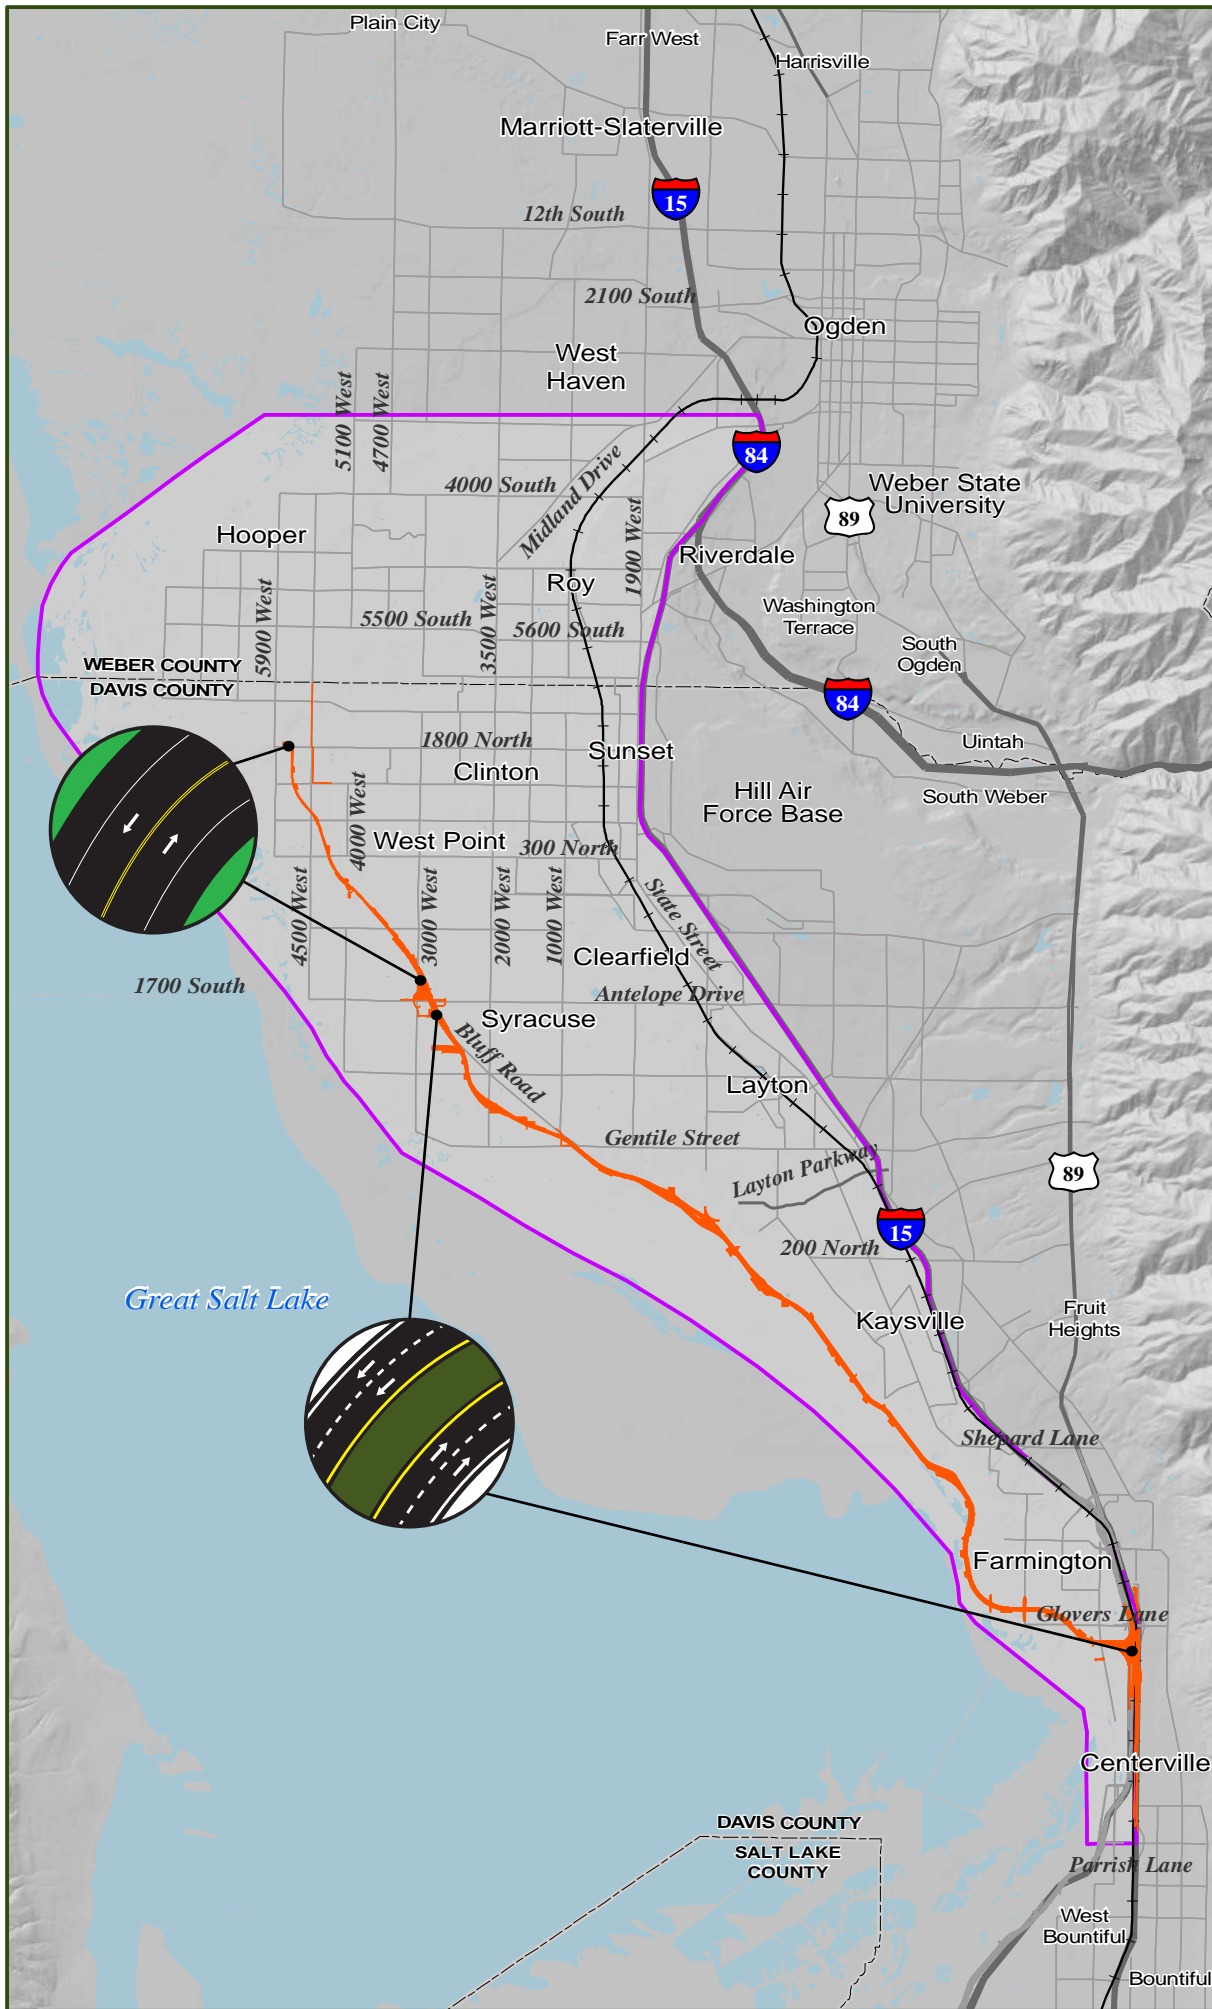 Plain City
Farr West
Harrisville
Marriott-Slaterville
15
12th South
2100 South
Ogden
West
Haven
5100 West
4700 West
84
Midland Drive
4000 South
Weber State
University
89
1900 West
Hooper
Riverdale
Roy
5900 West
3500 West
Washington
Terrace
5500 South
5600 South
South
Ogden
WEBER COUNTY
DAVIS COUNTY
84
1800 North
Sunset
Uintah
Clinton
Hill Air
Force Base
South Weber
4000 West
West Point
300 North
4500 West
3000 West
2000 West
1000 West
State Street
Clearfield
1700 South
Antelope Drive
Syracuse
Bluff Road
Layton
Gentile Street
Layton Parkway
89
15
200 North
Great Salt Lake
Kaysville
Fruit
Heights
Shepard Lane
Farmington
Glovers Lane
Centerville
DAVIS COUNTY
SALT LAKE
COUNTY
Parrish Lane
West
Bountiful
Bountiful